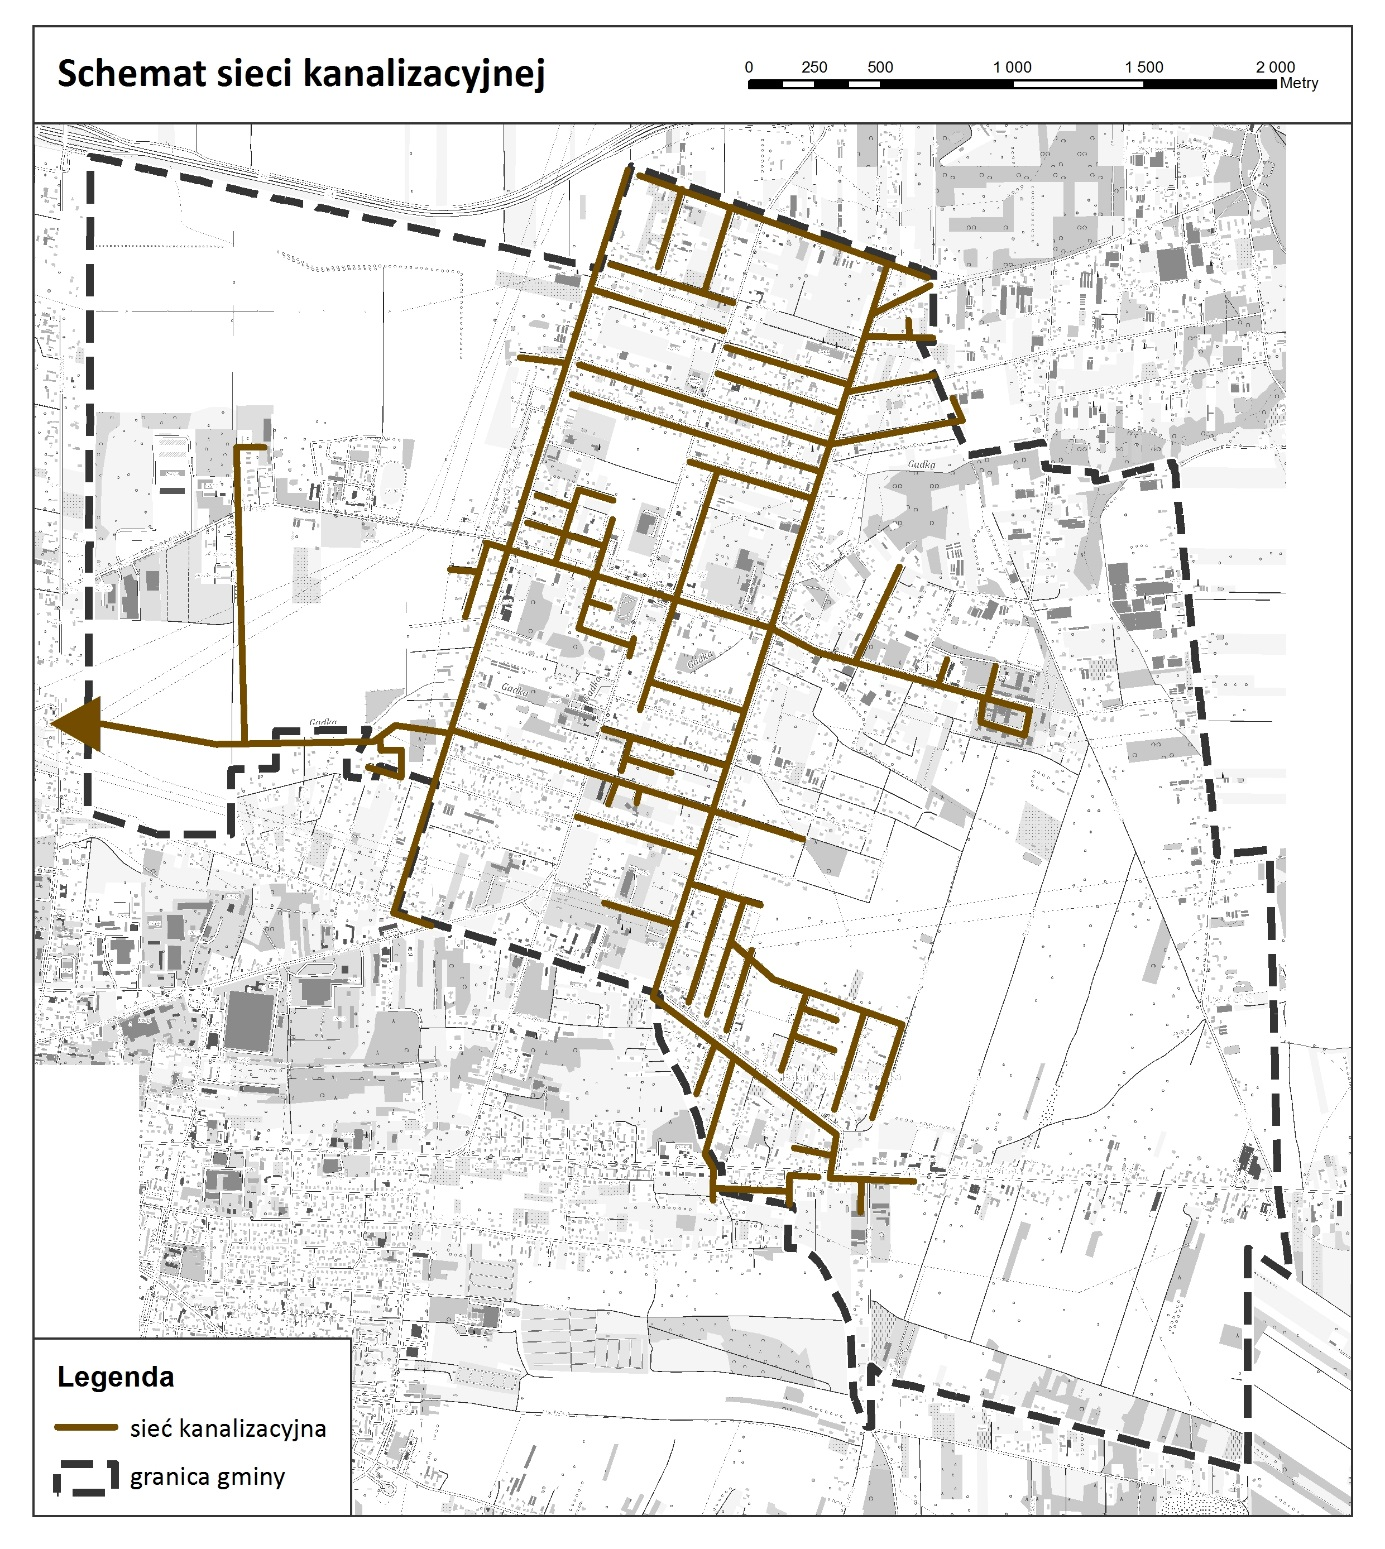 Schemat sieci kanalizacyjnej
0 250 500 1 000 1 500 2 000
Metry
Gadka
Gadka
Gadka
Gadka
Legenda
sieć kanalizacyjna
granica gminy